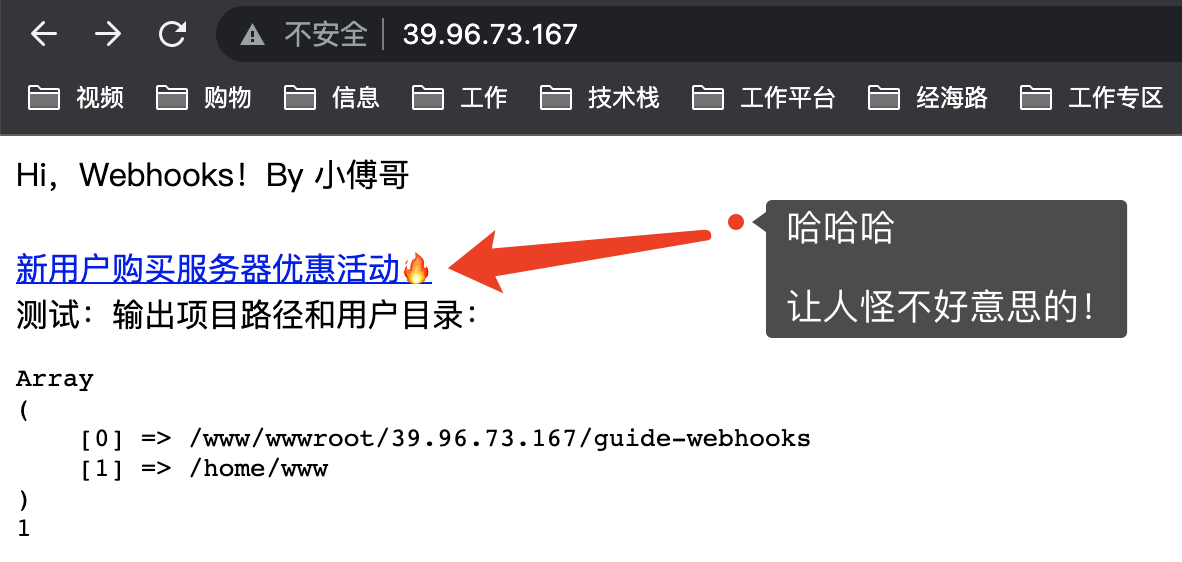 不安全 39.96.73.167
视频 购物 信息 工作 技术栈 工作平台 经海路 工作专区
Hi，Webhooks！By 小傅哥
新用户购买服务器优惠活动🔥
哈哈哈
让人怪不好意思的！
测试：输出项目路径和用户目录：
Array
(
    [0] => /www/wwwroot/39.96.73.167/guide-webhooks
    [1] => /home/www
)
1